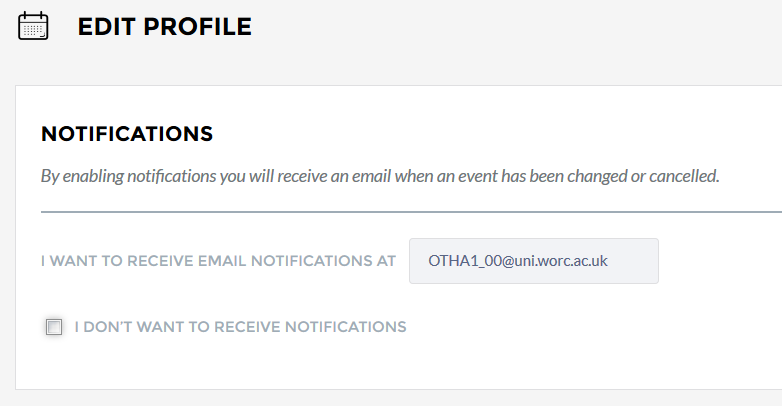 EDIT PROFILE
NOTIFICATIONS
By enabling notifications you will receive an email when an event has been changed or cancelled.
I WANT TO RECEIVE EMAIL NOTIFICATIONS AT OTHA1_00@uni.worc.ac.uk
I DON'T WANT TO RECEIVE NOTIFICATIONS